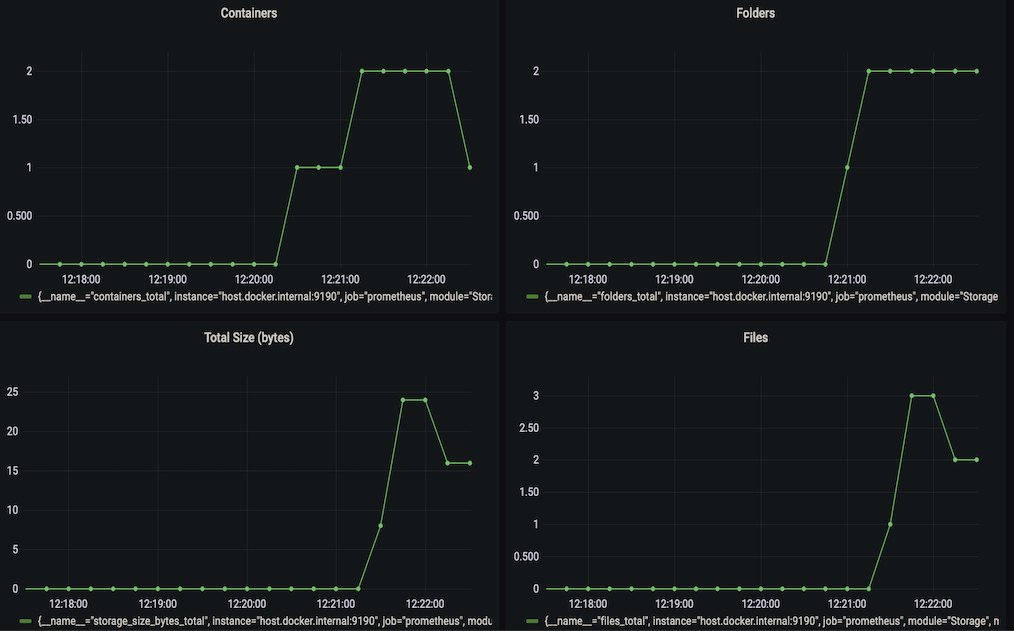 Containers
2
1.50
1
0.500
0
12:18:00 12:19:00 12:20:00 12:21:00 12:22:00
{__name__="containers_total", instance="host.docker.internal:9190", job="prometheus", module="Stora
Folders
2
1.50
1
0.500
0
12:18:00 12:19:00 12:20:00 12:21:00 12:22:00
{__name__="folders_total", instance="host.docker.internal:9190", job="prometheus", module="Storage
Total Size (bytes)
25
20
15
10
5
0
12:18:00 12:19:00 12:20:00 12:21:00 12:22:00
{__name__="storage_size_bytes_total", instance="host.docker.internal:9190", job="prometheus", modu
Files
3
2.50
2
1.50
1
0.500
0
12:18:00 12:19:00 12:20:00 12:21:00 12:22:00
{__name__="files_total", instance="host.docker.internal:9190", job="prometheus", module="Storage", n